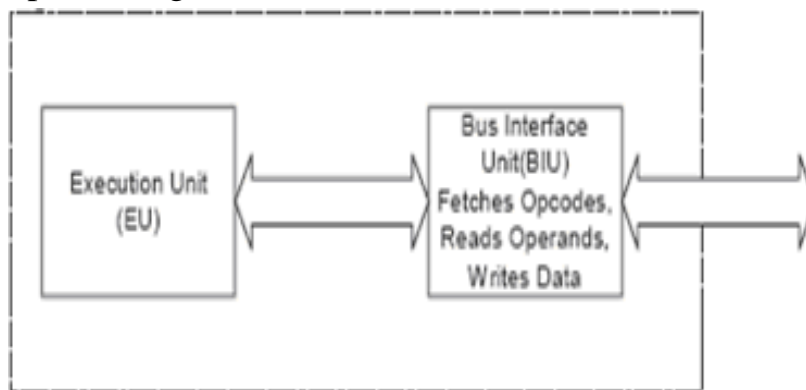 Execution Unit
(EU)
Bus Interface
Unit(BIU)
Fetches Opcodes,
Reads Operands,
Writes Data